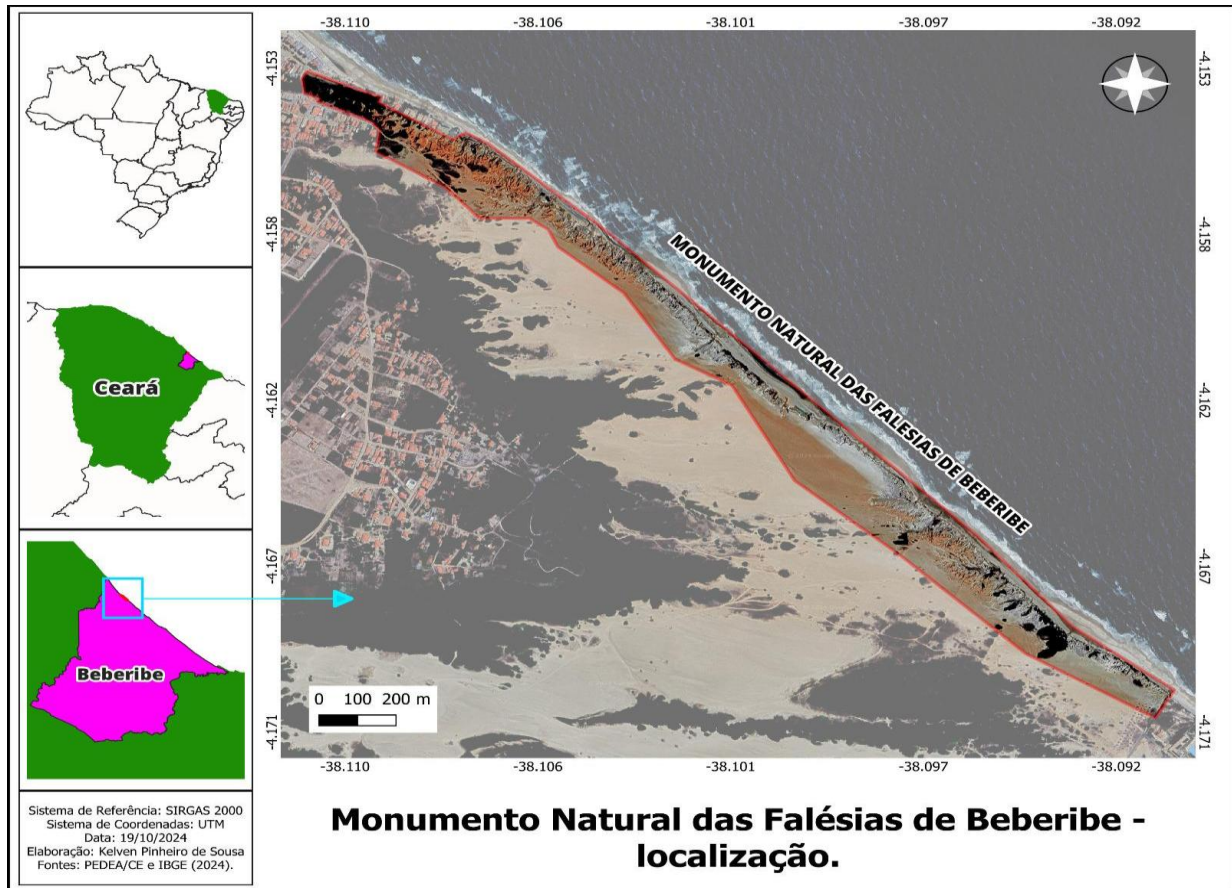 -38.110
-38.106
-38.101
-38.097
-38.092
-4.153
-4.153
-4.158
-4.158
MONUMENTO NATURAL DAS FALESIAS DE BEBERIBE
Ceará
-4.162
-4.162
-4.167
-4.167
Beberibe
0 100 200 m
-4.171
-4.171
-38.110
-38.106
-38.101
-38.097
-38.092
Sistema de Referência: SIRGAS 2000
Sistema de Coordenadas: UTM
Data: 19/10/2024
Elaboração: Kelven Pinheiro de Sousa
Fontes: PEDEA/CE e IBGE (2024).
Monumento Natural das Falésias de Beberibe -
localização.